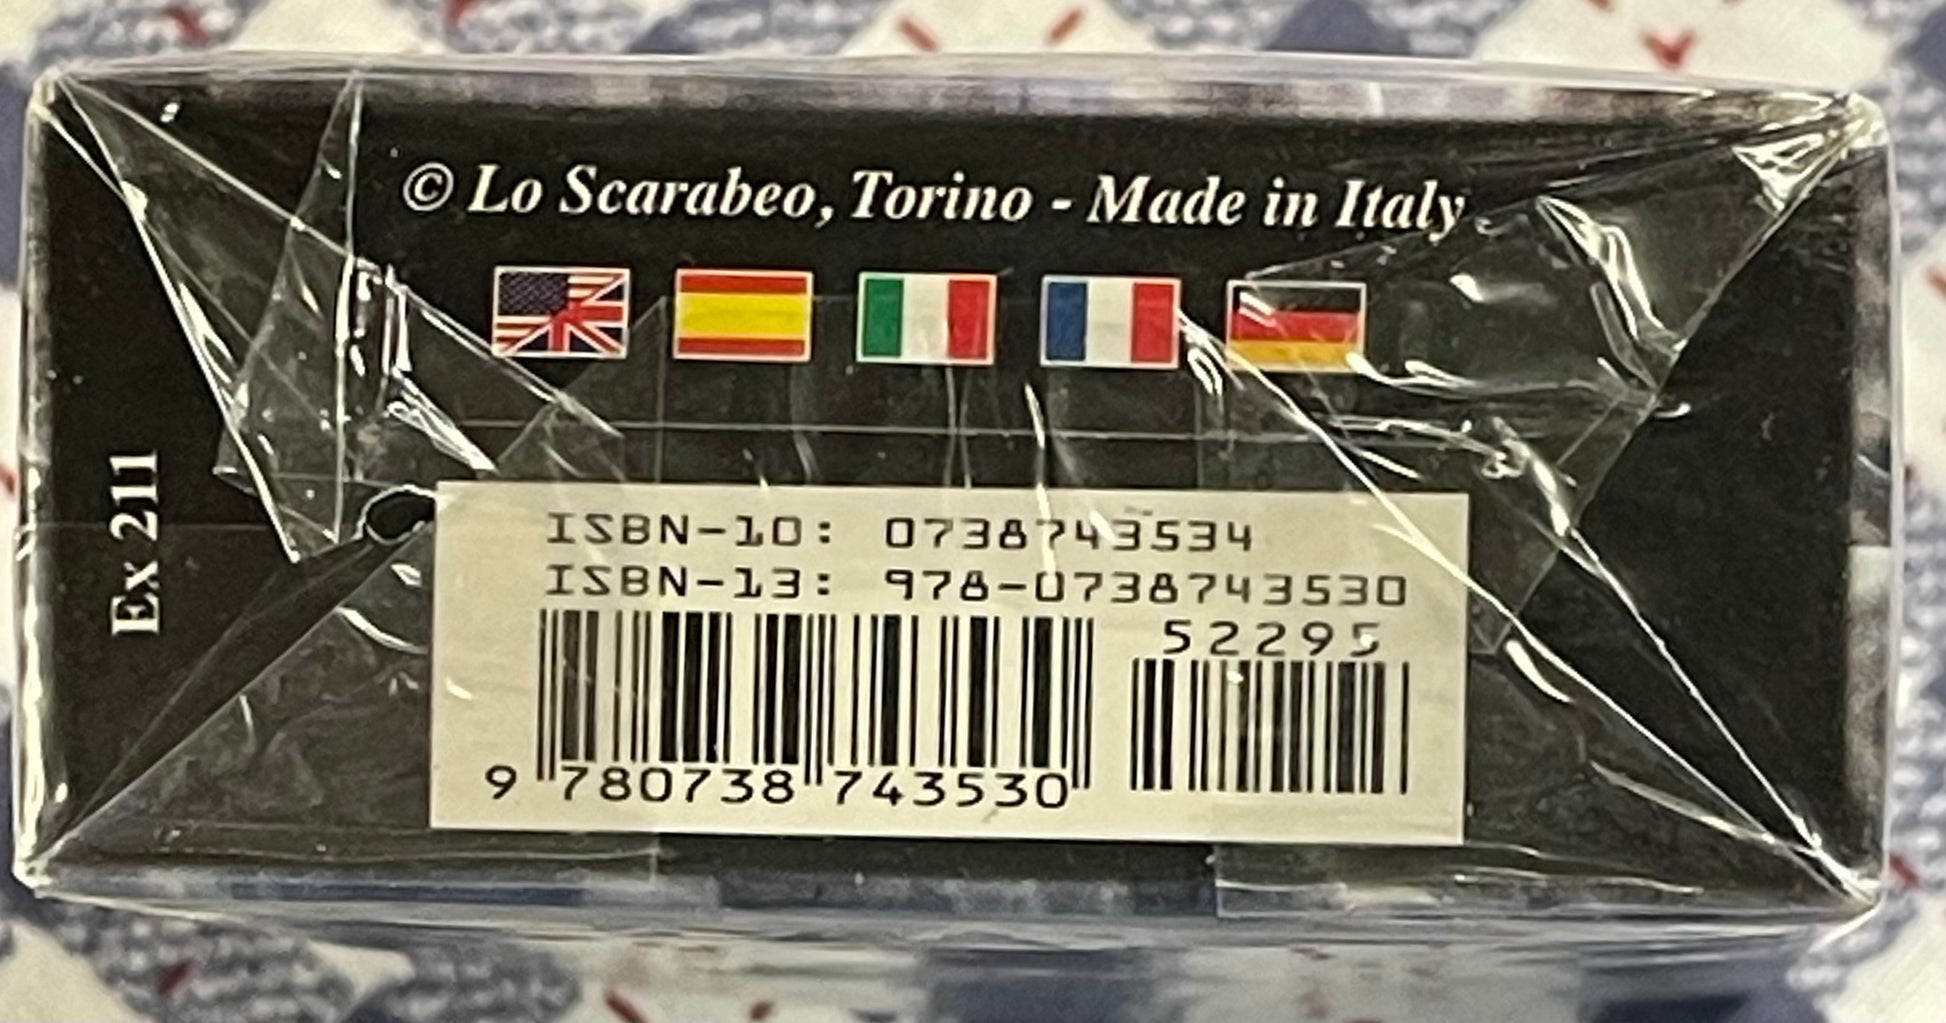 © Lo Scarabeo, Torino - Made in Italy
Ex 211
ISBN-10: 0738743534
ISBN-13: 978-0738743530
52295
9 780738 743530